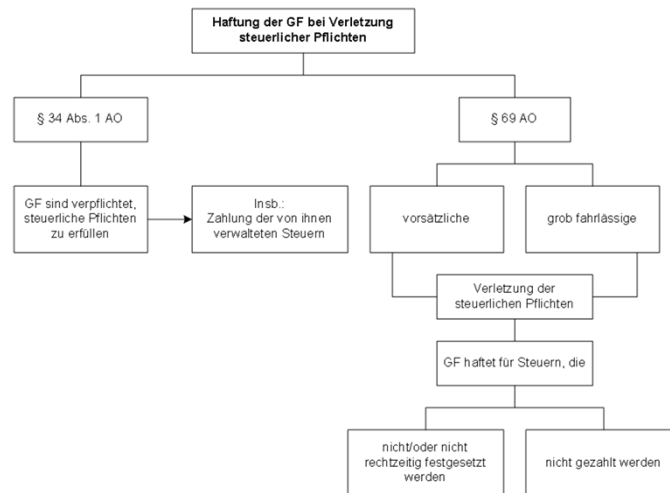 Haftung der GF bei Verletzung
steuerlicher Pflichten
§ 34 Abs. 1 AO
§ 69 AO
GF sind verpflichtet,
steuerliche Pflichten
zu erfüllen
Insb.:
Zahlung der von ihnen
verwalteten Steuern
vorsätzliche
grob fahrlässige
Verletzung der
steuerlichen Pflichten
GF haftet für Steuern, die
nicht/oder nicht
rechtzeitig festgesetzt
werden
nicht gezahlt werden